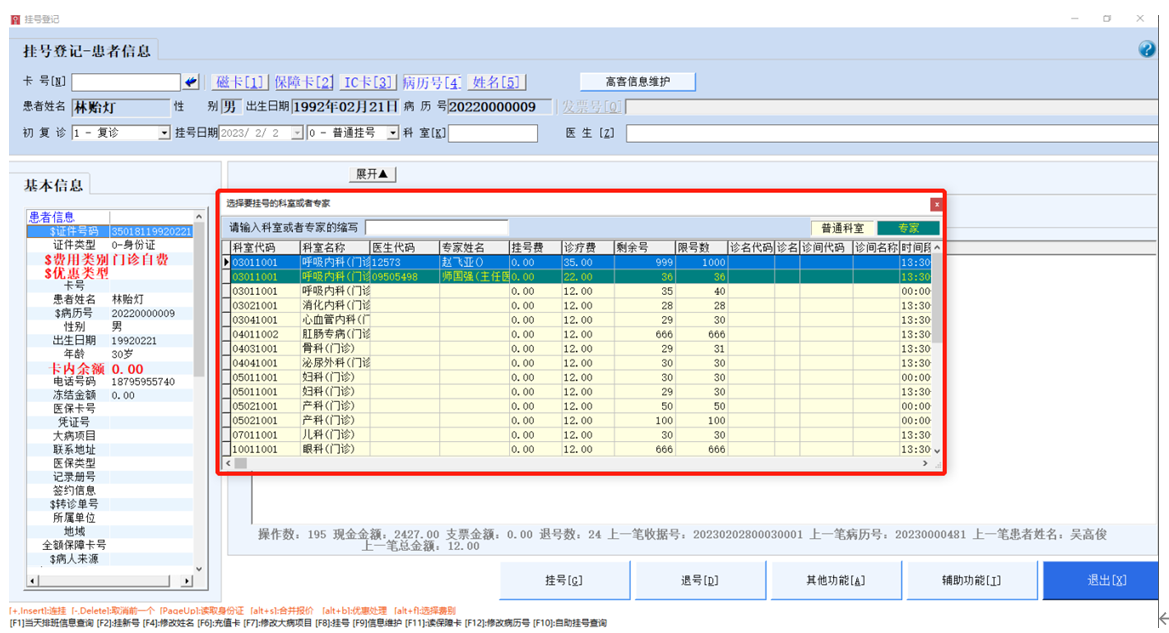 挂号登记
挂号登记-患者信息
卡 号[N] 磁卡[1] 保障卡[2] IC卡[3] 病历号[4] 姓名[5] 高客信息维护
患者姓名 林贻灯 性 别 男 出生日期 1992年02月21日 病 历 号 20220000009 发票号[Q]
初 复 诊 1 - 复诊 挂号日期 2023/ 2/ 2 0 - 普通挂号 科 室[K] 医 生 [Z]
基本信息
展开▲
患者信息
$证件号码 35018119920221
证件类型 0-身份证
$费用类别 门诊自费
$优惠类型
卡号
患者姓名 林贻灯
$病历号 20220000009
性别 男
出生日期 19920221
年龄 30岁
卡内余额 0.00
电话号码 18795955740
冻结金额 0.00
医保卡号
凭证号
大病项目
联系地址
医保类型
记录册号
签约信息
$转诊单号
所属单位
地域
全额保障卡号
$病人来源
选择要挂号的科室或者专家
请输入科室或者专家的缩写 普通科室 专家
科室代码 科室名称 医生代码 专家姓名 挂号费 诊疗费 剩余号 限号数 诊名代码 诊名 诊间代码 诊间名称 时间段
03011001 呼吸内科(门诊 12573 赵飞亚() 0.00 35.00 999 1000 13:30
03011001 呼吸内科(门诊 09505498 师国强(主任医 0.00 22.00 36 36 13:30
03011001 呼吸内科(门诊 0.00 12.00 35 40 00:00
03021001 消化内科(门诊 0.00 12.00 28 28 13:30
03041001 心血管内科(门 0.00 12.00 29 30 13:30
04011002 肛肠专病(门诊 0.00 12.00 666 666 13:30
04031001 骨科(门诊) 0.00 12.00 29 31 13:30
04041001 泌尿外科(门诊 0.00 12.00 30 30 13:30
05011001 妇科(门诊) 0.00 12.00 30 30 00:00
05011001 妇科(门诊) 0.00 12.00 29 30 13:30
05021001 产科(门诊) 0.00 12.00 50 50 00:00
05021001 产科(门诊) 0.00 12.00 100 100 00:00
07011001 儿科(门诊) 0.00 12.00 30 30 13:30
10011001 眼科(门诊) 0.00 12.00 666 666 13:30
操作数: 195 现金金额: 2427.00 支票金额: 0.00 退号数: 24 上一笔收据号: 20230202800030001 上一笔病历号: 20230000481 上一笔患者姓名: 吴高俊
上一笔总金额: 12.00
挂号[G] 退号[D] 其他功能[A] 辅助功能[I] 退出[X]
[+,Insert]:连挂 [-,Delete]:取消前一个 [PageUp]:读取身份证 [alt+s]:合并报价 [alt+b]:优惠处理 [alt+f]:选择费别
[F1]当天排班信息查询 [F2]:挂新号 [F4]:修改姓名 [F6]:充值卡 [F7]:修改大病项目 [F8]:挂号 [F9]信息维护 [F11]:读保障卡 [F12]:修改病历号 [F10]:自助挂号查询